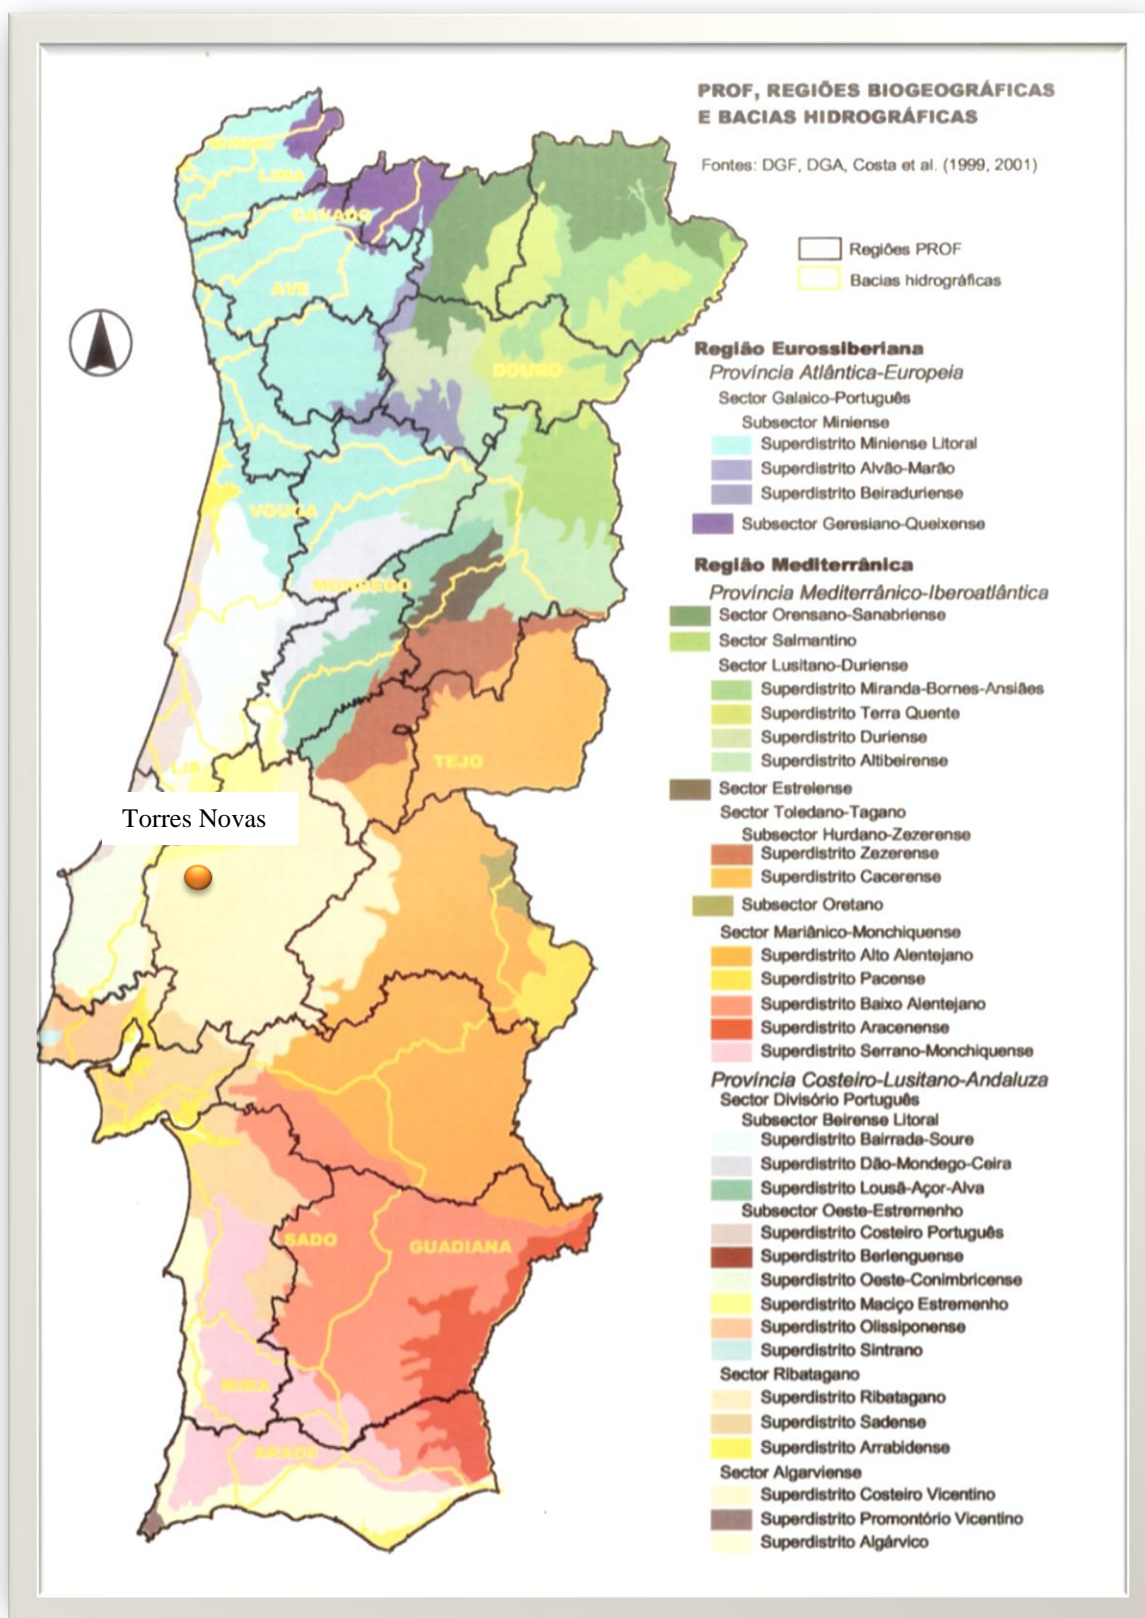 PROF, REGIÕES BIOGEOGRÁFICAS
E BACIAS HIDROGRÁFICAS
Fontes: DGF, DGA, Costa et al. (1999, 2001)
Regiões PROF
Bacias hidrográficas
MINHO
LIMA
CAVADO
AVE
DOURO
VOUGA
MONDEGO
LIS
TEJO
Torres Novas
SADO
GUADIANA
MIRA
ARADE
Região Eurossiberiana
Província Atlântica-Europeia
Sector Galaico-Português
Subsector Miniense
Superdistrito Miniense Litoral
Superdistrito Alvão-Marão
Superdistrito Beiraduriense
Subsector Geresiano-Queixense
Região Mediterrânica
Província Mediterrânico-Iberoatlântica
Sector Orensano-Sanabriense
Sector Salmantino
Sector Lusitano-Duriense
Superdistrito Miranda-Bornes-Ansiães
Superdistrito Terra Quente
Superdistrito Duriense
Superdistrito Altibeirense
Sector Estrelense
Sector Toledano-Tagano
Subsector Hurdano-Zezerense
Superdistrito Zezerense
Superdistrito Cacerense
Subsector Oretano
Sector Mariânico-Monchiquense
Superdistrito Alto Alentejano
Superdistrito Pacense
Superdistrito Baixo Alentejano
Superdistrito Aracenense
Superdistrito Serrano-Monchiquense
Província Costeiro-Lusitano-Andaluza
Sector Divisório Português
Subsector Beirense Litoral
Superdistrito Bairrada-Soure
Superdistrito Dão-Mondego-Ceira
Superdistrito Lousã-Açor-Alva
Subsector Oeste-Estremenho
Superdistrito Costeiro Português
Superdistrito Berlenguense
Superdistrito Oeste-Conimbricense
Superdistrito Maciço Estremenho
Superdistrito Olissiponense
Superdistrito Sintrano
Sector Ribatagano
Superdistrito Ribatagano
Superdistrito Sadense
Superdistrito Arrabidense
Sector Algarviense
Superdistrito Costeiro Vicentino
Superdistrito Promontório Vicentino
Superdistrito Algárvico